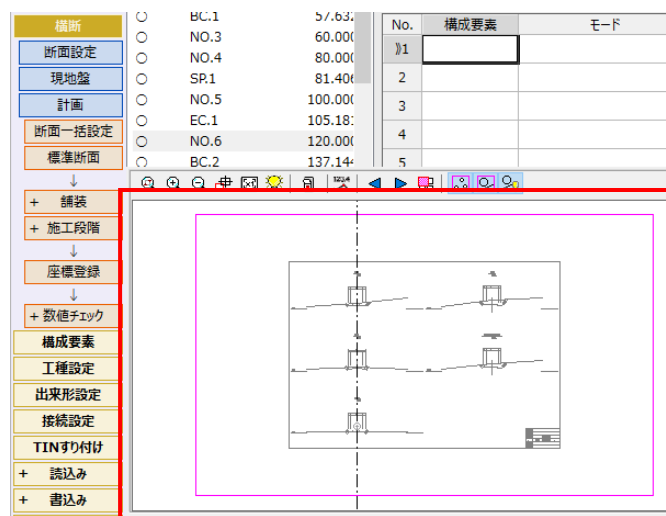 横断
断面設定
現地盤
計画
断面一括設定
標準断面
↓
+ 舗装
+ 施工段階
↓
座標登録
↓
+ 数値チェック
構成要素
工種設定
出来形設定
接続設定
TINすり付け
+ 読込み
+ 書込み
○ BC.1 57.632
○ NO.3 60.000
○ NO.4 80.000
○ SP.1 81.406
○ NO.5 100.000
○ EC.1 105.181
○ NO.6 120.000
○ BC.2 137.144
No. 構成要素 モード
》1
2
3
4
5